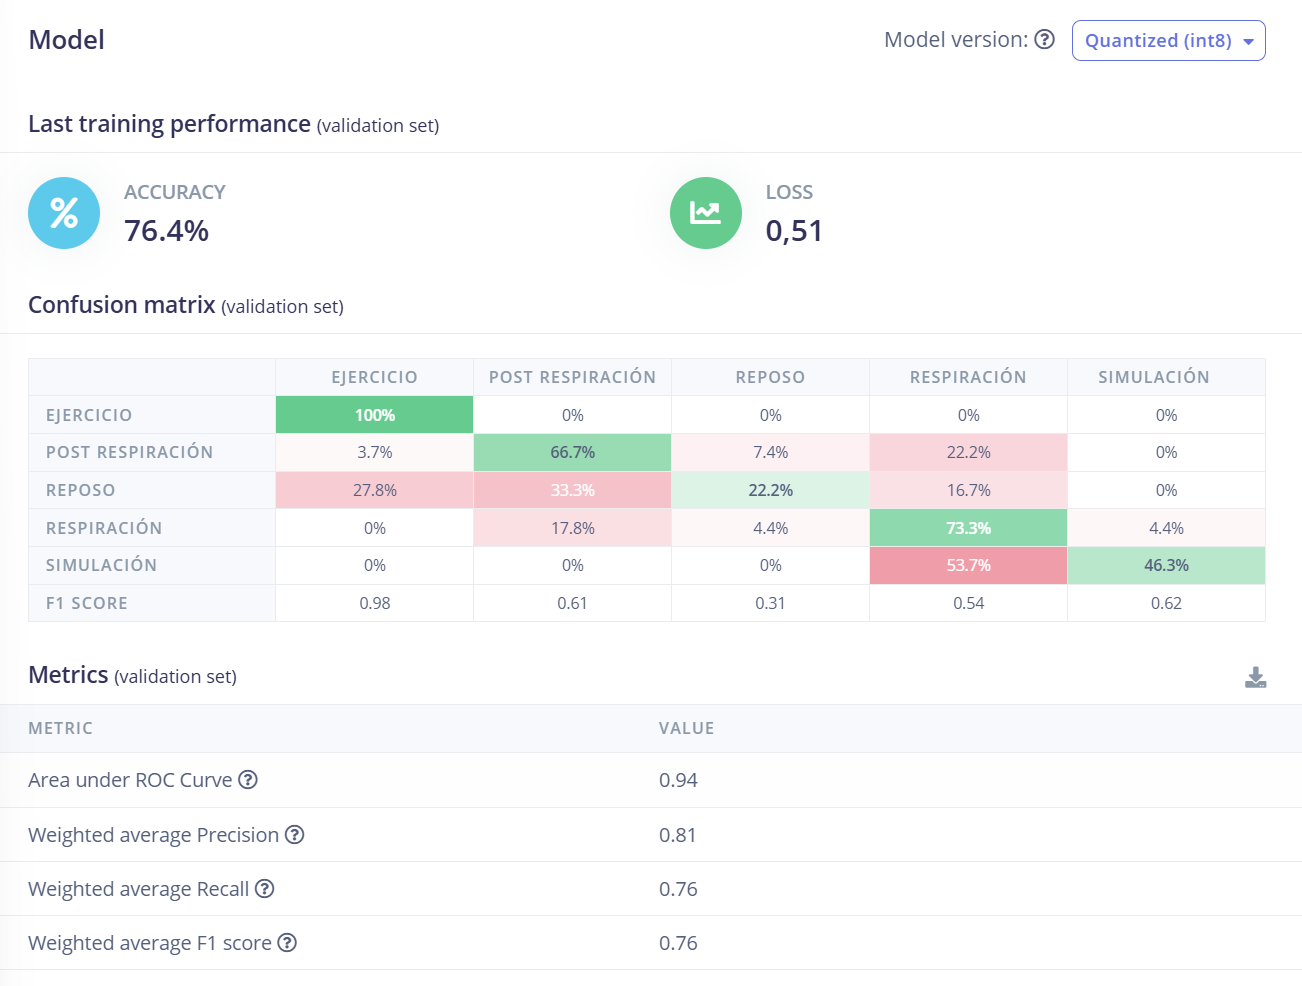 Model
Model version: Quantized (int8)
Last training performance (validation set)
% ACCURACY
76.4%
LOSS
0,51
Confusion matrix (validation set)
EJERCICIO POST RESPIRACIÓN REPOSO RESPIRACIÓN SIMULACIÓN
EJERCICIO 100% 0% 0% 0% 0%
POST RESPIRACIÓN 3.7% 66.7% 7.4% 22.2% 0%
REPOSO 27.8% 33.3% 22.2% 16.7% 0%
RESPIRACIÓN 0% 17.8% 4.4% 73.3% 4.4%
SIMULACIÓN 0% 0% 0% 53.7% 46.3%
F1 SCORE 0.98 0.61 0.31 0.54 0.62
Metrics (validation set)
METRIC VALUE
Area under ROC Curve 0.94
Weighted average Precision 0.81
Weighted average Recall 0.76
Weighted average F1 score 0.76